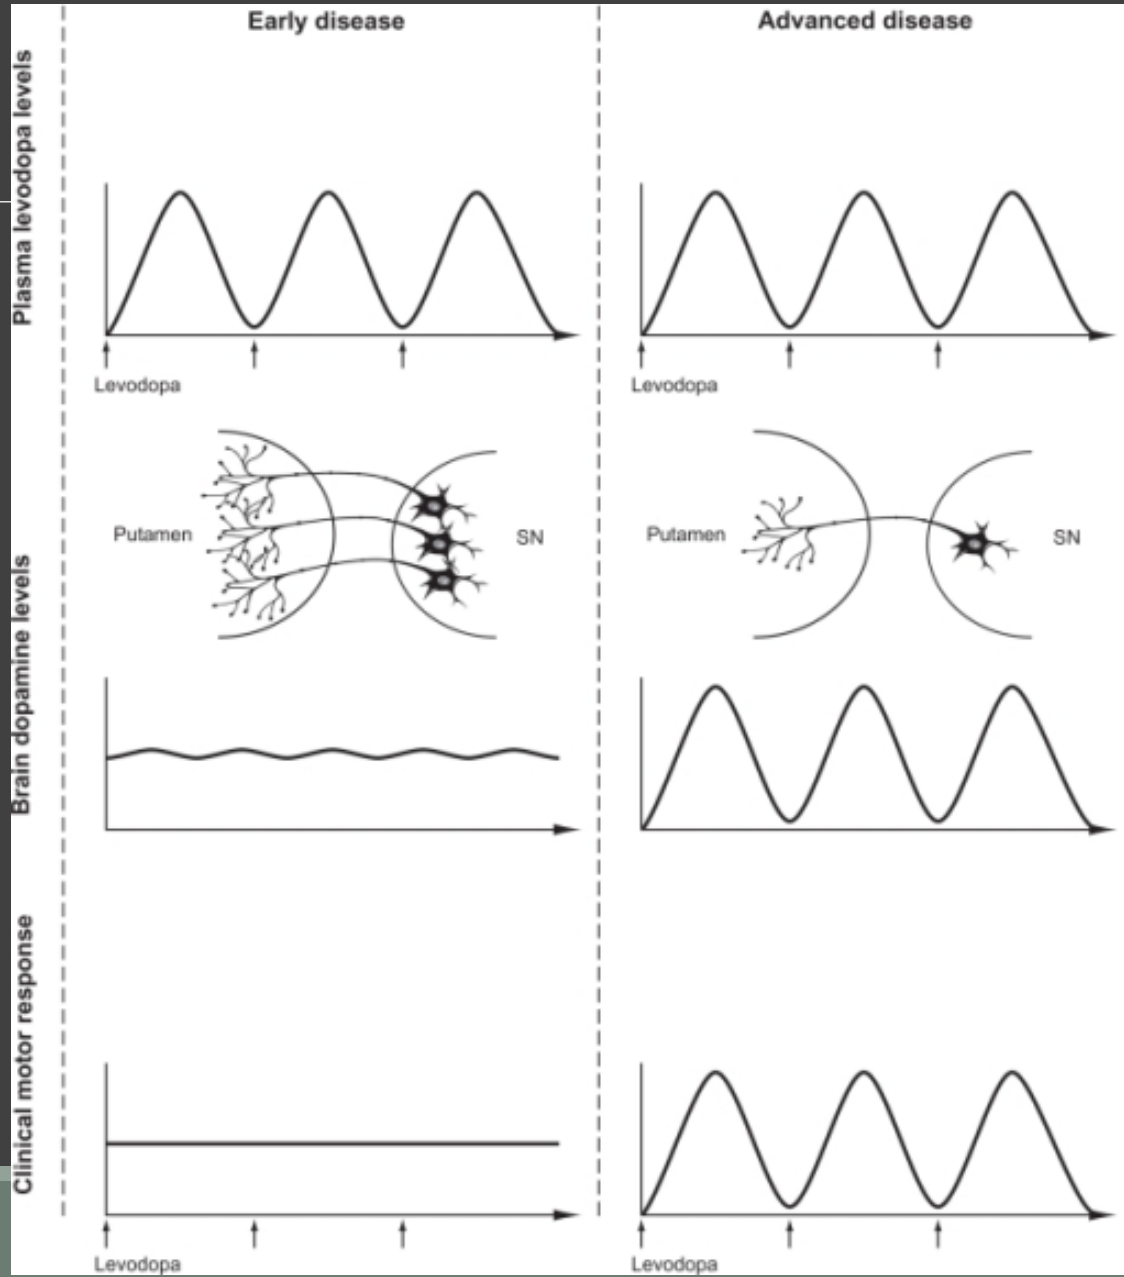 Early disease
Advanced disease
Plasma levodopa levels
Levodopa
Levodopa
Brain dopamine levels
Putamen
SN
Putamen
SN
Clinical motor response
Levodopa
Levodopa